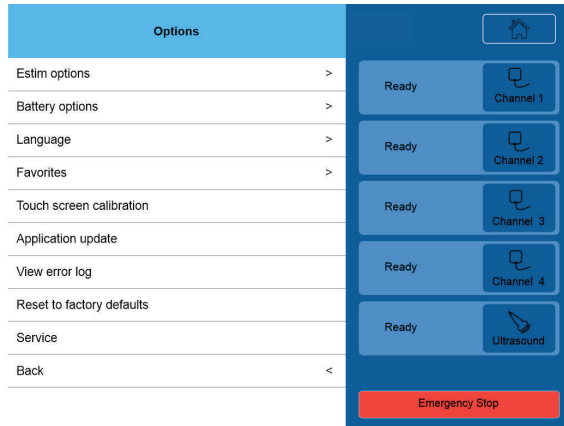 Options
Estim options >
Battery options >
Language >
Favorites >
Touch screen calibration
Application update
View error log
Reset to factory defaults
Service
Back <
Ready
Channel 1
Ready
Channel 2
Ready
Channel 3
Ready
Channel 4
Ready
Ultrasound
Emergency Stop